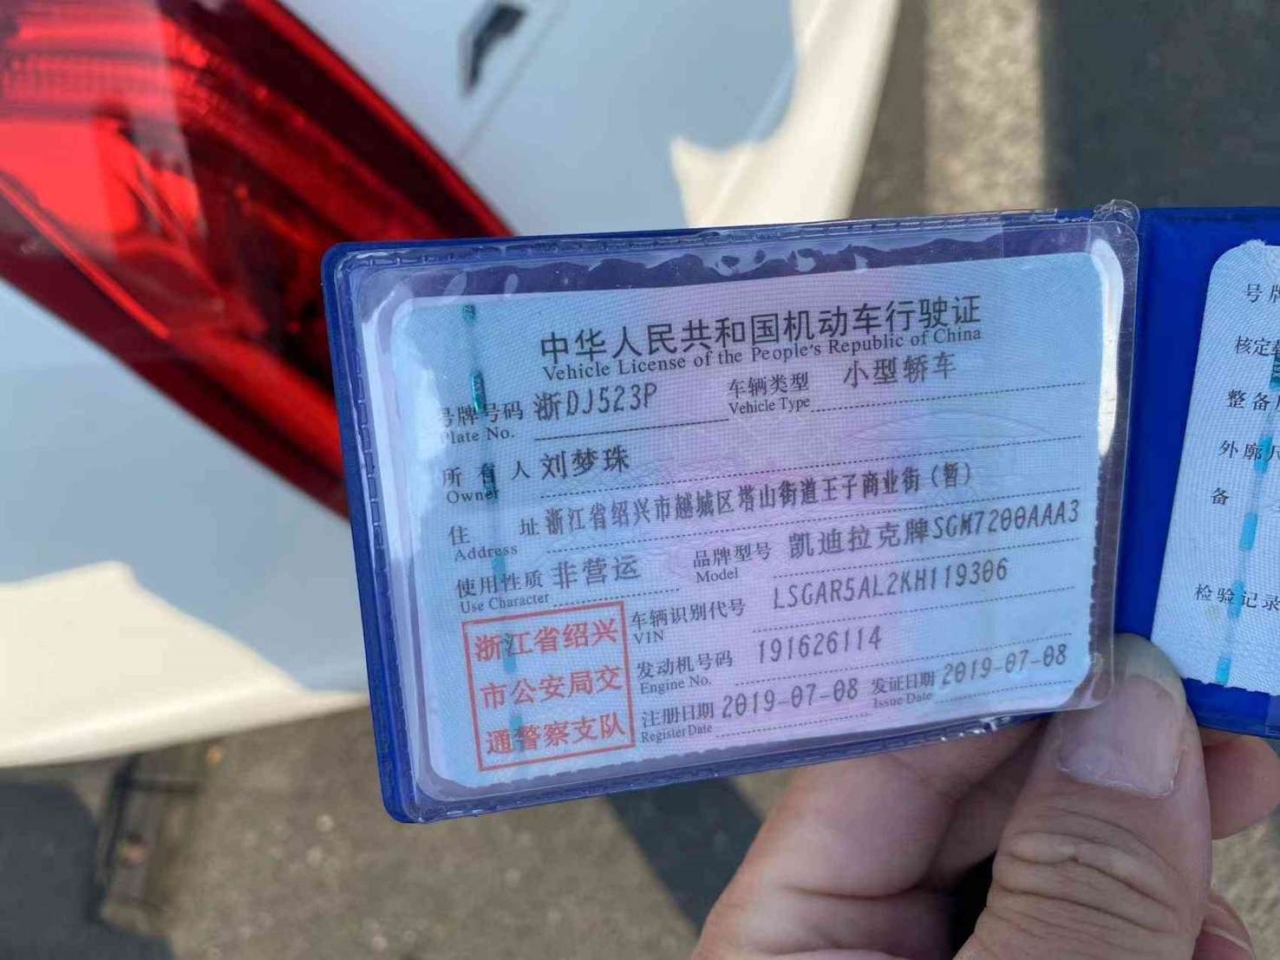 中华人民共和国机动车行驶证
Vehicle License of the People's Republic of China
号牌号码 浙DJ523P 车辆类型 小型轿车
Plate No. Vehicle Type
所有人 刘梦珠
Owner
住址 浙江省绍兴市越城区塔山街道王子商业街（暂）
Address
使用性质 非营运 品牌型号 凯迪拉克牌SGM7200AAA3
Use Character Model
车辆识别代号 LSGAR5AL2KH119306
VIN
发动机号码 191626114
Engine No.
注册日期 2019-07-08 发证日期 2019-07-08
Register Date Issue Date
浙江省绍兴
市公安局交
通警察支队
号牌
核定
整备
外廓
备
检验记录